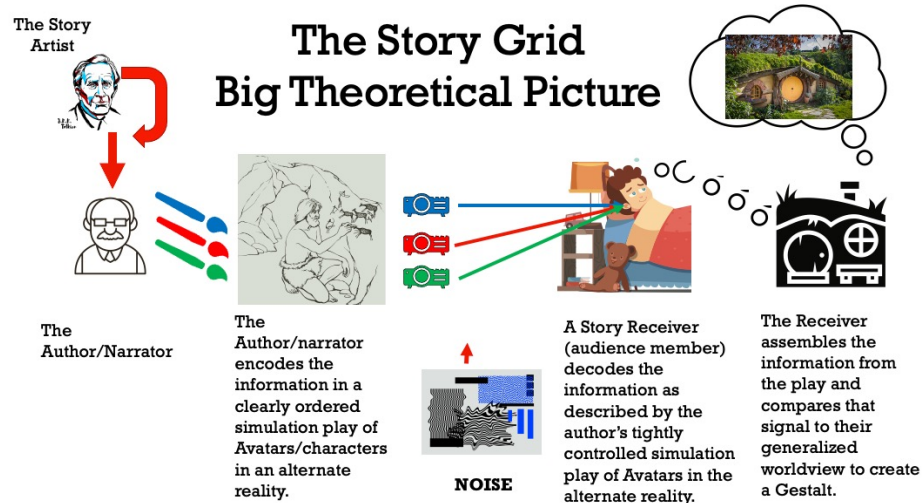 The Story
Artist
The Story Grid
Big Theoretical Picture
J.R.R.
Tolkien
The
Author/Narrator
The
Author/narrator
encodes the
information in a
clearly ordered
simulation play of
Avatars/characters
in an alternate
reality.
NOISE
A Story Receiver
(audience member)
decodes the
information as
described by the
author's tightly
controlled simulation
play of Avatars in the
alternate reality.
The Receiver
assembles the
information from
the play and
compares that
signal to their
generalized
worldview to create
a Gestalt.